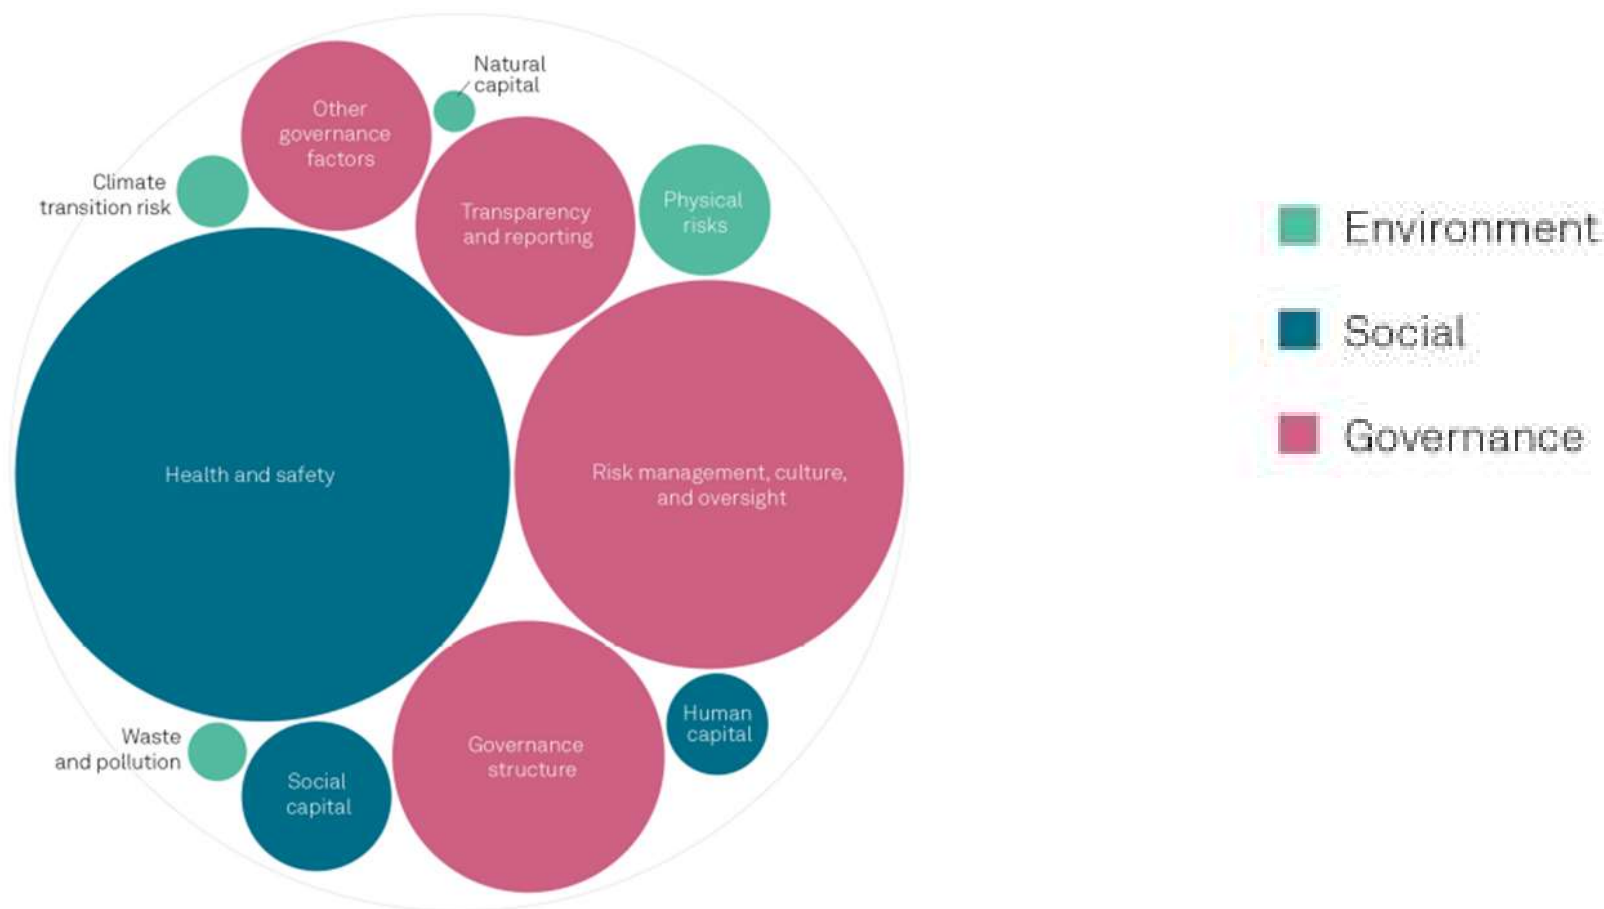 Natural
capital
Other
governance
factors
Climate
transition risk
Transparency
and reporting
Physical
risks
Health and safety
Risk management, culture,
and oversight
Waste
and pollution
Social
capital
Governance
structure
Human
capital
Environment
Social
Governance